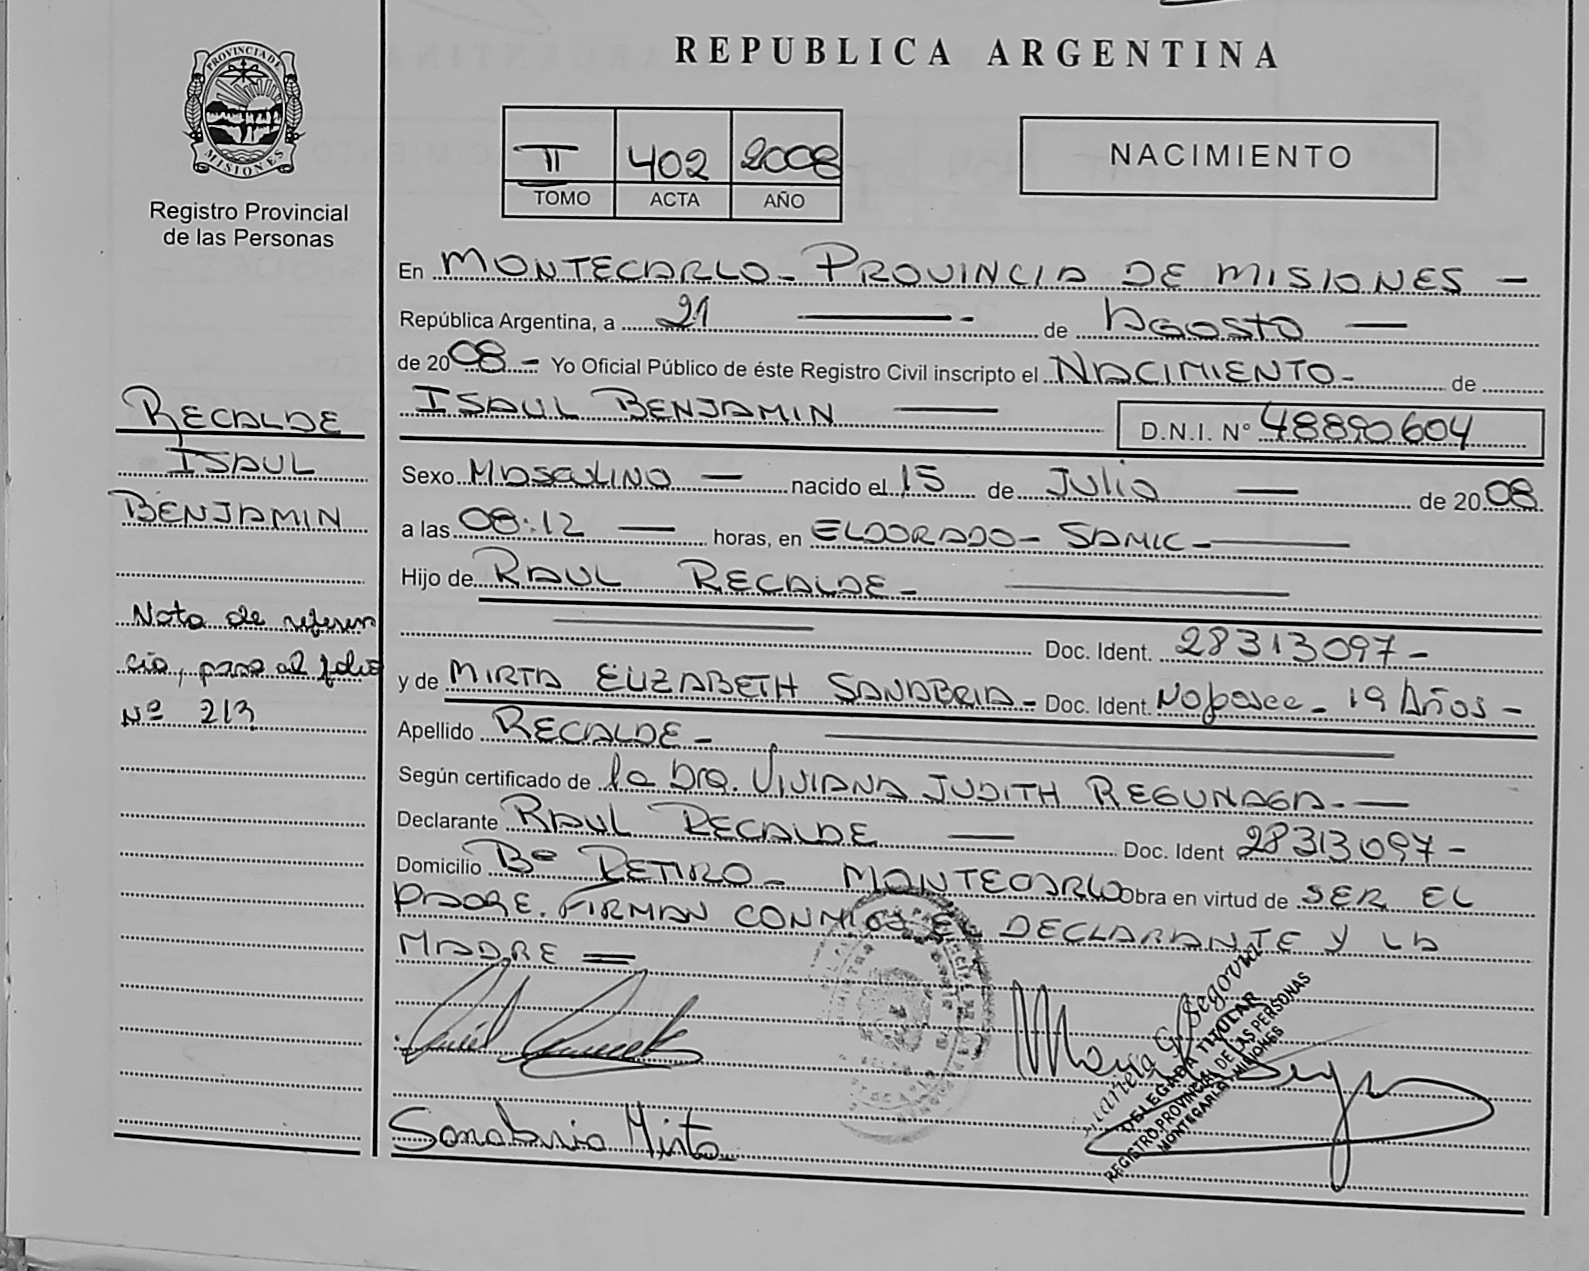 PROVINCIA DE
MISIONES
Registro Provincial
de las Personas
REPUBLICA ARGENTINA
II 402 2008
TOMO ACTA AÑO
NACIMIENTO
En MONTECARLO - PROVINCIA DE MISIONES -
República Argentina, a 21 - de Agosto -
de 2008 - Yo Oficial Público de éste Registro Civil inscripto el NACIMIENTO - de
ISAUL BENJAMIN - D.N.I. N° 48890604
Sexo MASCULINO - nacido el 15 de Julio - de 2008
a las 08:12 - horas, en ELDORADO - SAMIC -
Hijo de RAUL RECALDE -
Doc. Ident. 28313097 -
y de MIRTA ELIZABETH SANABRIA - Doc. Ident. No posee - 19 Años -
Apellido RECALDE -
Según certificado de la Dra. VIVIANA JUDITH REGUNAGA -
Declarante RAUL RECALDE - Doc. Ident 28313097 -
Domicilio B° RETIRO - MONTECARLO Obra en virtud de SER EL
PADRE. FIRMAN CONMIGO EL DECLARANTE Y LA
MADRE =
Sanabria Mirta
Mariela G. Segovia
DELEGADA TITULAR
REGISTRO PROVINCIAL DE LAS PERSONAS
MONTECARLO - MISIONES
RECALDE
ISAUL
BENJAMIN
Nota de referen
cia, pasa al folio
Nº 213